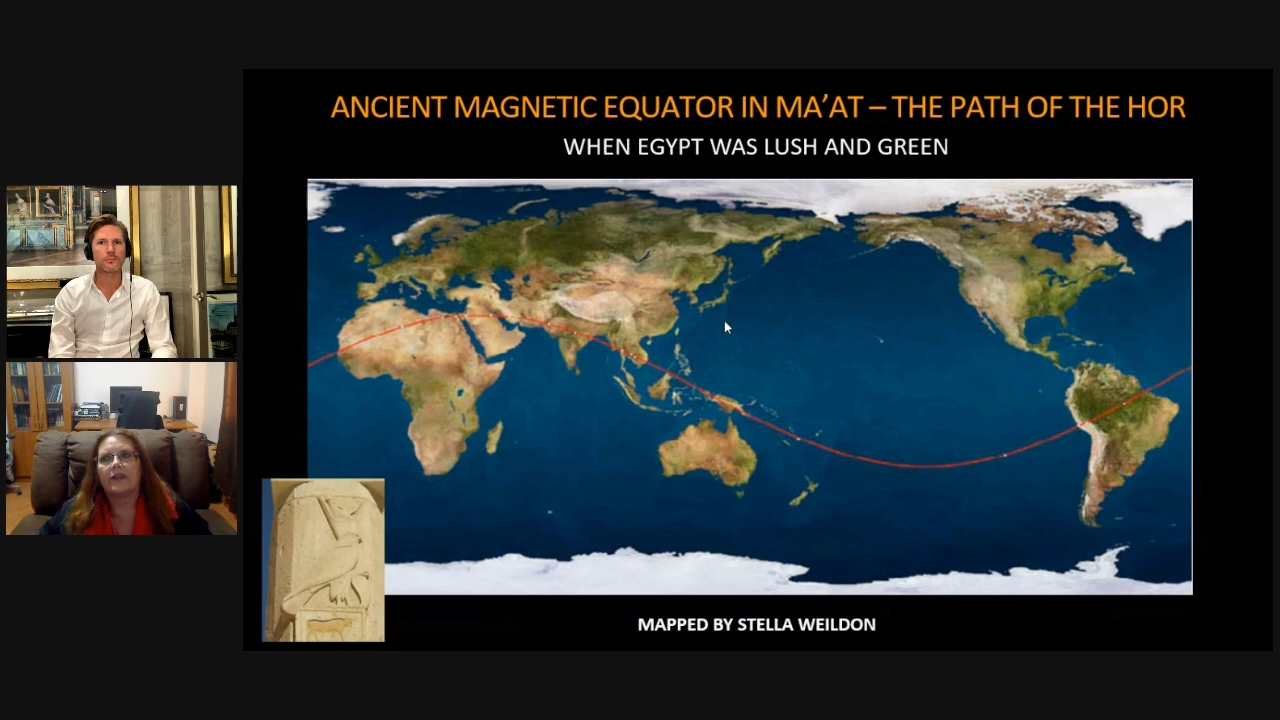 ANCIENT MAGNETIC EQUATOR IN MA’AT – THE PATH OF THE HOR
WHEN EGYPT WAS LUSH AND GREEN
MAPPED BY STELLA WEILDON